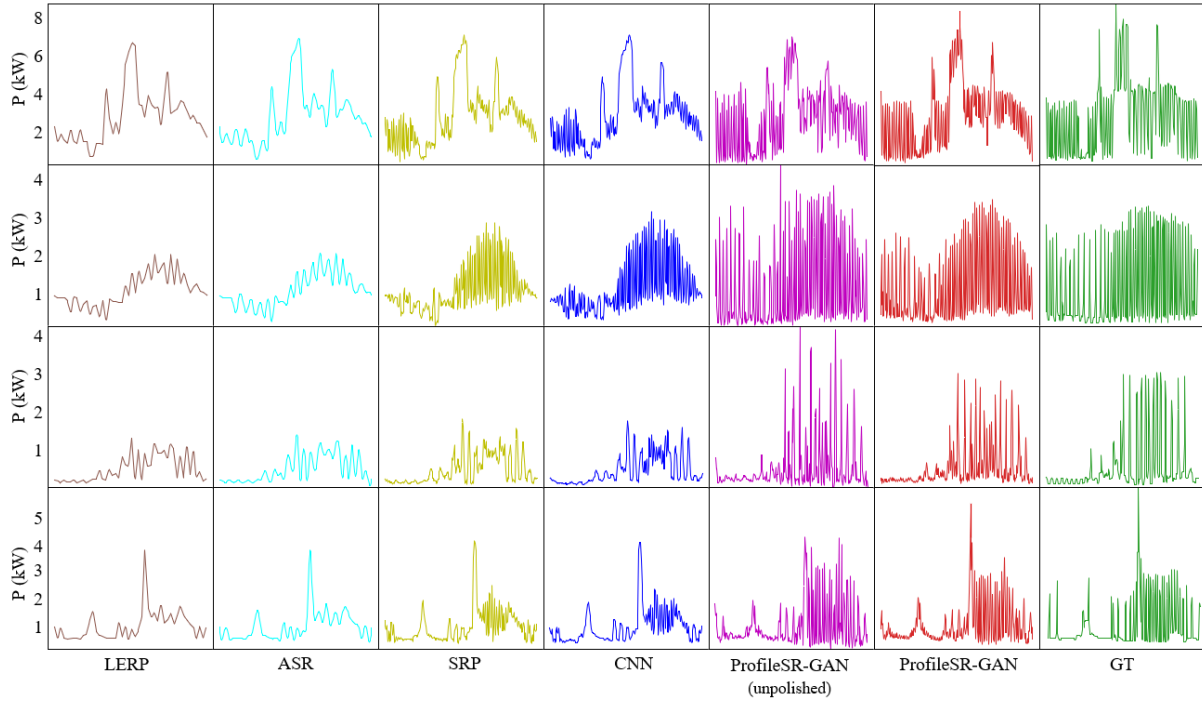 P (kW)
8
6
4
2
P (kW)
4
3
2
1
P (kW)
4
3
2
1
P (kW)
5
4
3
2
1
LERP
ASR
SRP
CNN
ProfileSR-GAN
(unpolished)
ProfileSR-GAN
GT